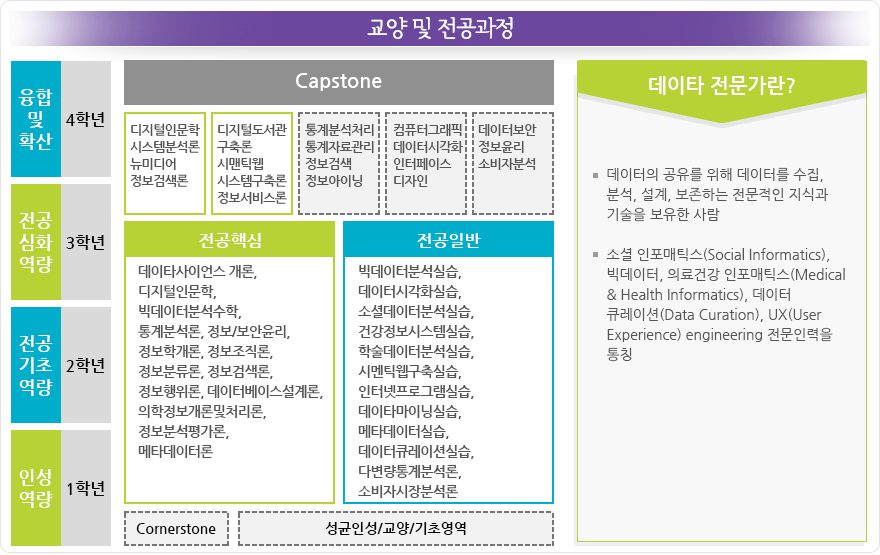 교양 및 전공과정
융합
및
확산
4학년
전공
심화
역량
3학년
전공
기초
역량
2학년
인성
역량
1학년
Capstone
디지털인문학
시스템분석론
뉴미디어
정보검색론
디지털도서관
구축론
시맨틱웹
시스템구축론
정보서비스론
통계분석처리
통계자료관리
정보검색
정보마이닝
컴퓨터그래픽
데이터시각화
인터페이스
디자인
데이터보안
정보윤리
소비자분석
전공핵심
데이타사이언스 개론,
디지털인문학,
빅데이터분석수학,
통계분석론, 정보/보안윤리,
정보학개론, 정보조직론,
정보분류론, 정보검색론,
정보행위론, 데이터베이스설계론,
의학정보개론및처리론,
정보분석평가론,
메타데이터론
전공일반
빅데이터분석실습,
데이터시각화실습,
소셜데이터분석실습,
건강정보시스템실습,
학술데이터분석실습,
시멘틱웹구축실습,
인터넷프로그램실습,
데이타마이닝실습,
메타데이터실습,
데이터큐레이션실습,
다변량통계분석론,
소비자시장분석론
Cornerstone
성균인성/교양/기초영역
데이타 전문가란?
데이터의 공유를 위해 데이터를 수집,
분석, 설계, 보존하는 전문적인 지식과
기술을 보유한 사람
소셜 인포매틱스(Social Informatics),
빅데이터, 의료건강 인포매틱스(Medical
& Health Informatics), 데이터
큐레이션(Data Curation), UX(User
Experience) engineering 전문인력을
통칭